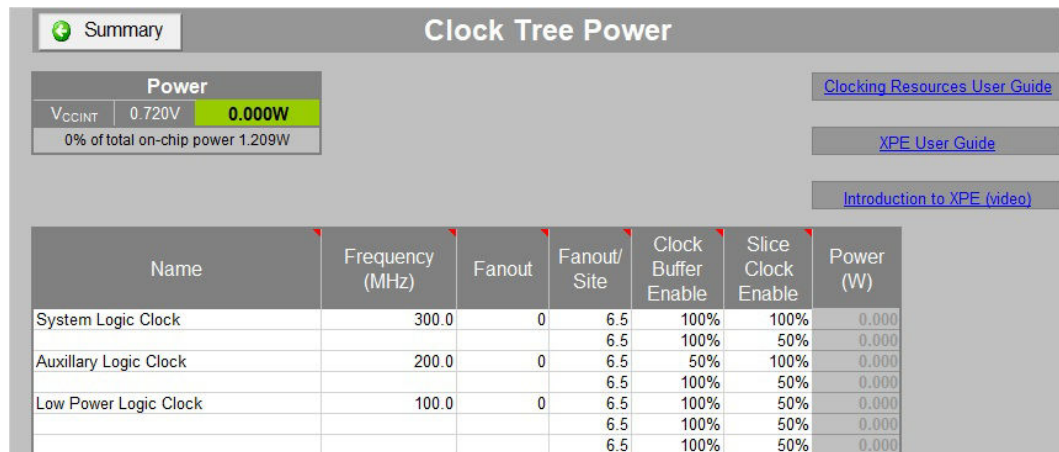 Summary
Clock Tree Power
Power
VCCINT 0.720V 0.000W
0% of total on-chip power 1.209W
Clocking Resources User Guide
XPE User Guide
Introduction to XPE (video)
Name Frequency (MHz) Fanout Fanout/ Site Clock Buffer Enable Slice Clock Enable Power (W)
System Logic Clock 300.0 0 6.5 100% 100% 0.000
6.5 100% 50% 0.000
Auxillary Logic Clock 200.0 0 6.5 50% 100% 0.000
6.5 100% 50% 0.000
Low Power Logic Clock 100.0 0 6.5 100% 50% 0.000
6.5 100% 50% 0.000
6.5 100% 50% 0.000